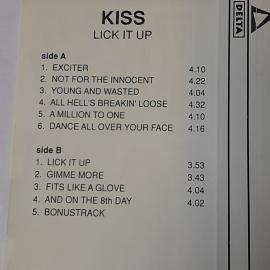 KISS
LICK IT UP
side A
1. EXCITER 4.10
2. NOT FOR THE INNOCENT 4.22
3. YOUNG AND WASTED 4.04
4. ALL HELL'S BREAKIN' LOOSE 4.32
5. A MILLION TO ONE 4.10
6. DANCE ALL OVER YOUR FACE 4.16
side B
1. LICK IT UP 3.53
2. GIMME MORE 3.43
3. FITS LIKE A GLOVE 4.04
4. AND ON THE 8th DAY 4.02
5. BONUSTRACK
DELTA